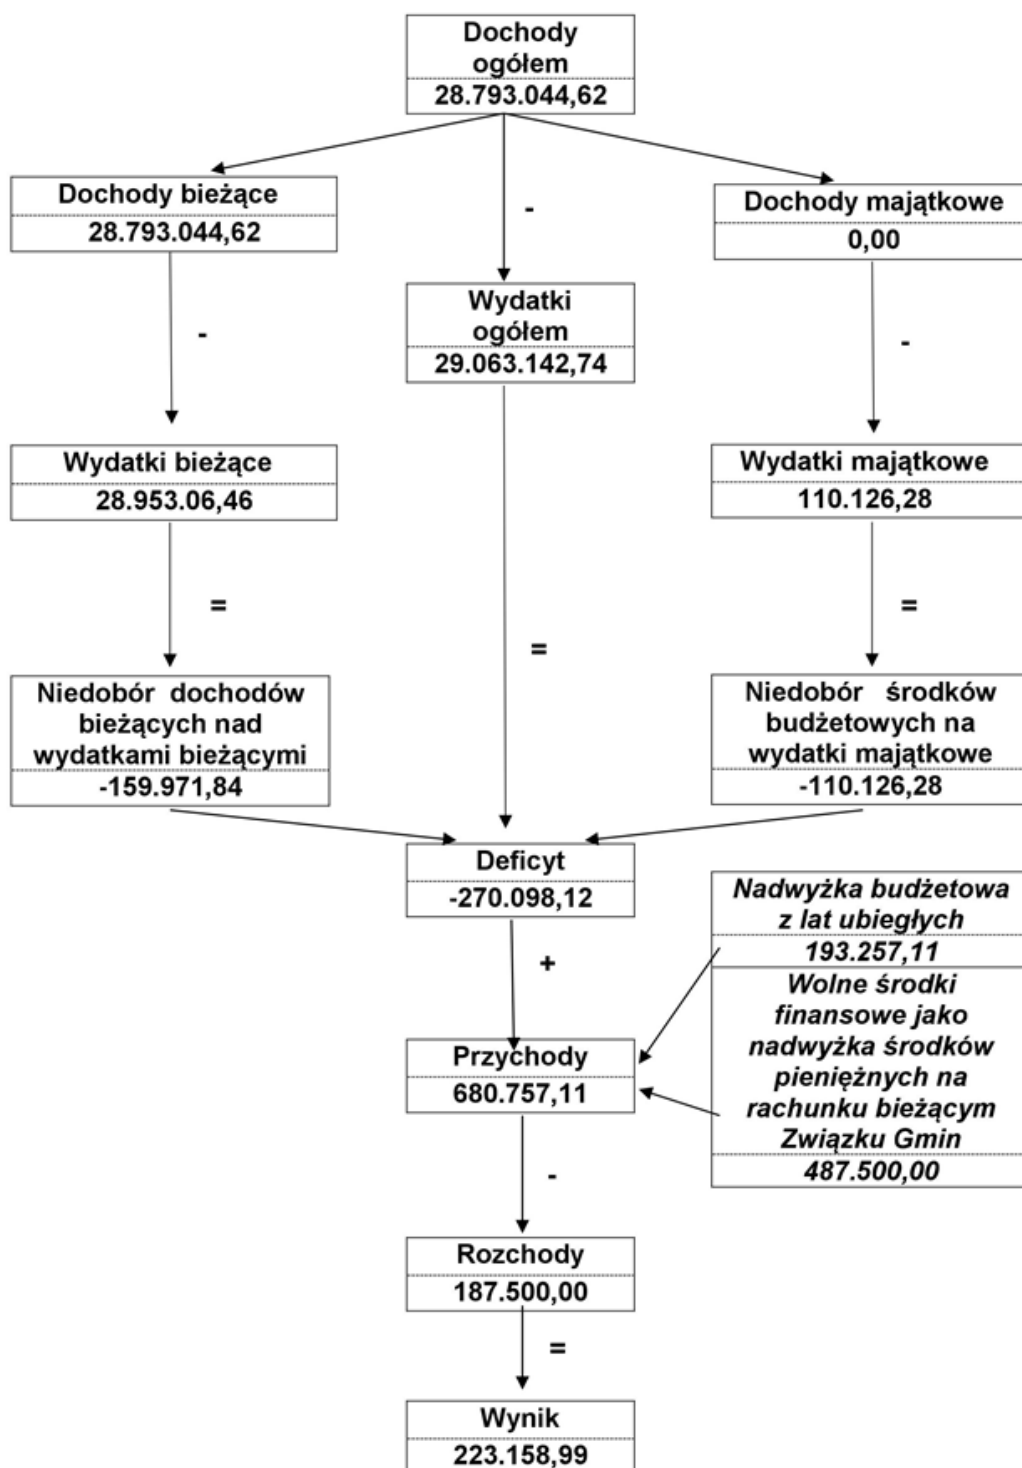 Dochody
ogółem
28.793.044,62
Dochody bieżące
28.793.044,62
-
Dochody majątkowe
0,00
-
Wydatki
ogółem
29.063.142,74
-
Wydatki bieżące
28.953.06,46
Wydatki majątkowe
110.126,28
=
=
=
Niedobór dochodów
bieżących nad
wydatkami bieżącymi
-159.971,84
Niedobór środków
budżetowych na
wydatki majątkowe
-110.126,28
Deficyt
-270.098,12
+
Nadwyżka budżetowa
z lat ubiegłych
193.257,11
Wolne środki
finansowe jako
nadwyżka środków
pieniężnych na
rachunku bieżącym
Związku Gmin
487.500,00
Przychody
680.757,11
-
Rozchody
187.500,00
=
Wynik
223.158,99